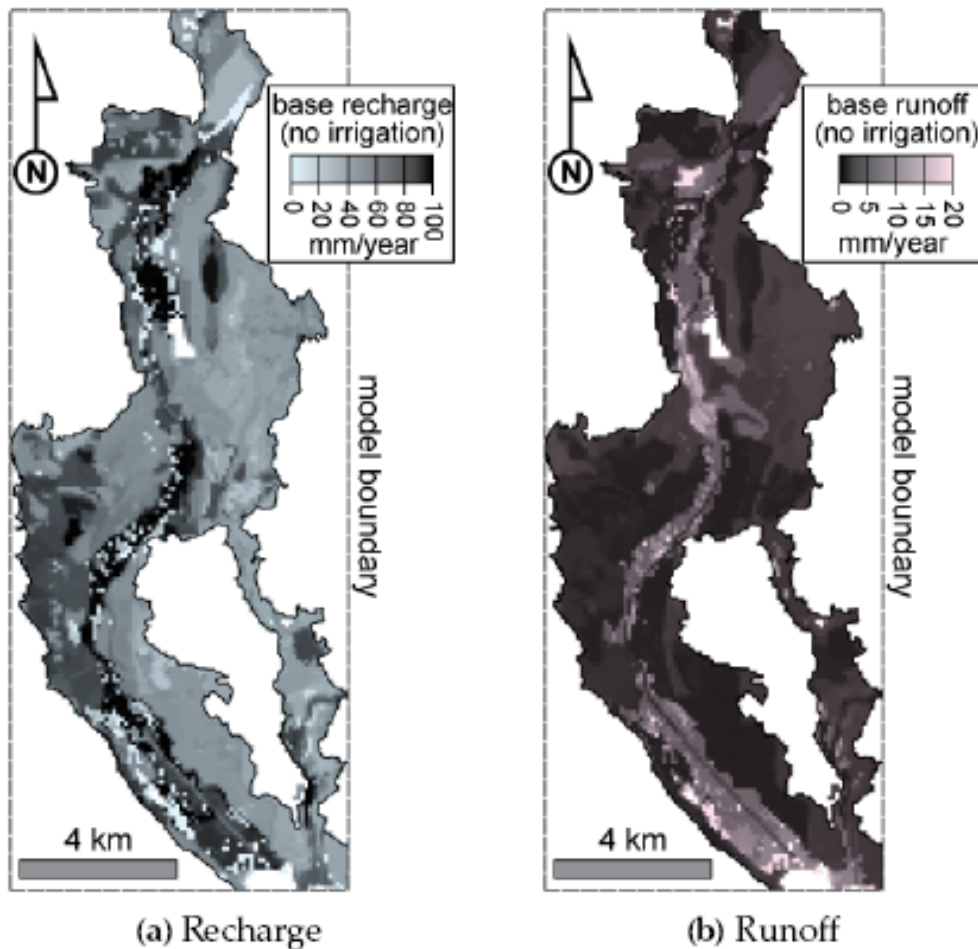 base recharge
(no irrigation)
0 20 40 60 80 100
mm/year
N
model boundary
4 km
(a) Recharge
base runoff
(no irrigation)
0 5 10 15 20
mm/year
N
model boundary
4 km
(b) Runoff